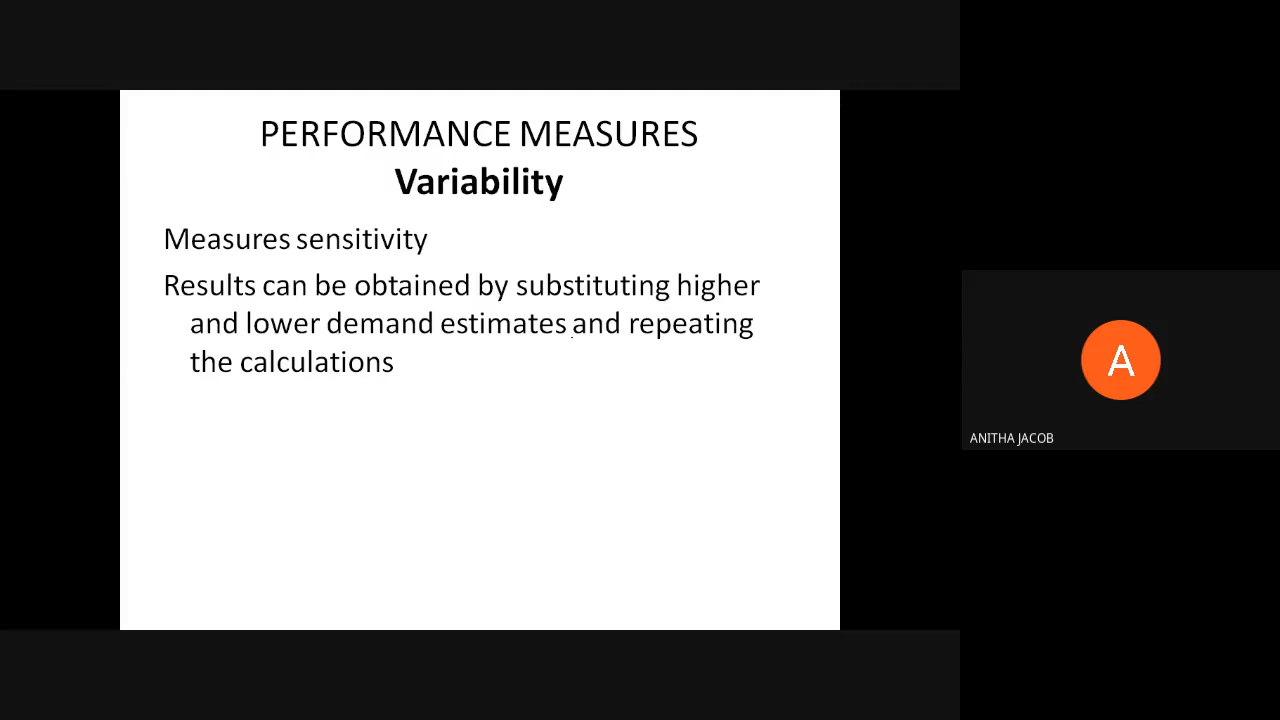 PERFORMANCE MEASURES
Variability
Measures sensitivity
Results can be obtained by substituting higher
and lower demand estimates and repeating
the calculations
A
ANITHA JACOB